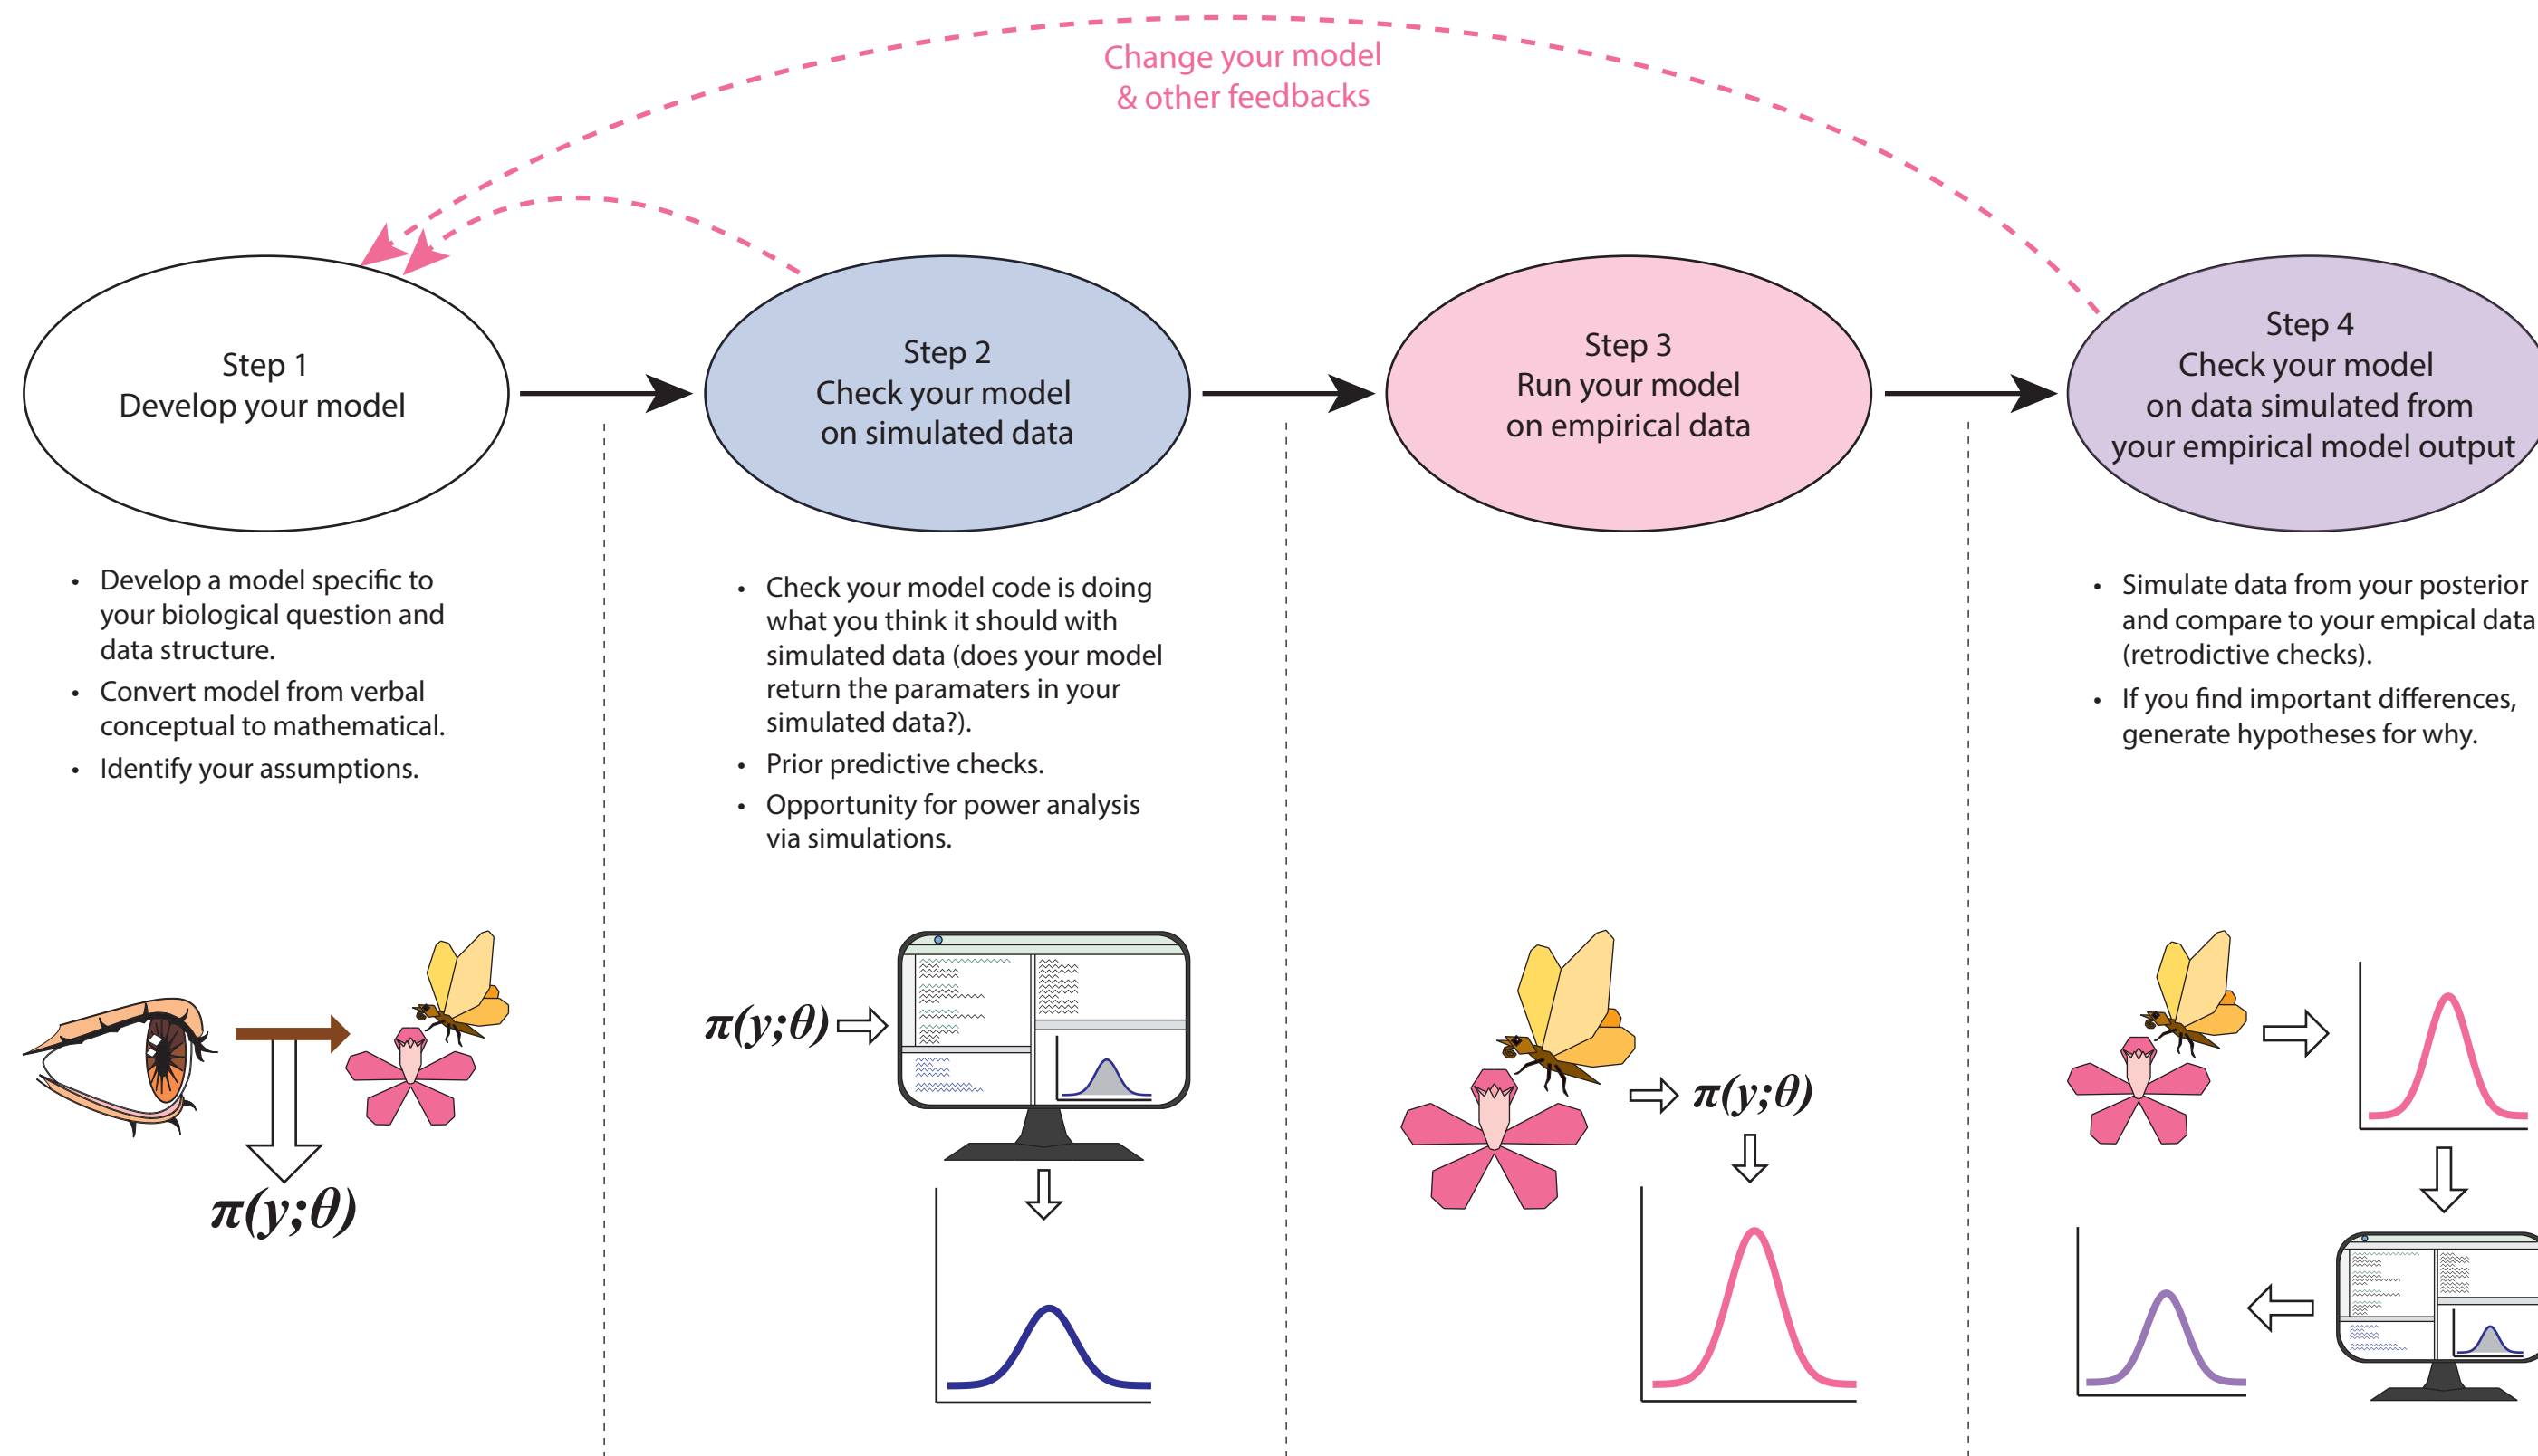 Change your model
& other feedbacks
Step 1
Develop your model
Step 2
Check your model
on simulated data
Step 3
Run your model
on empirical data
Step 4
Check your model
on data simulated from
your empirical model output
• Develop a model specific to
your biological question and
data structure.
• Convert model from verbal
conceptual to mathematical.
• Identify your assumptions.
• Check your model code is doing
what you think it should with
simulated data (does your model
return the paramaters in your
simulated data?).
• Prior predictive checks.
• Opportunity for power analysis
via simulations.
• Simulate data from your posterior
and compare to your empical data
(retrodictive checks).
• If you find important differences,
generate hypotheses for why.
π(y;θ)
π(y;θ)
π(y;θ)